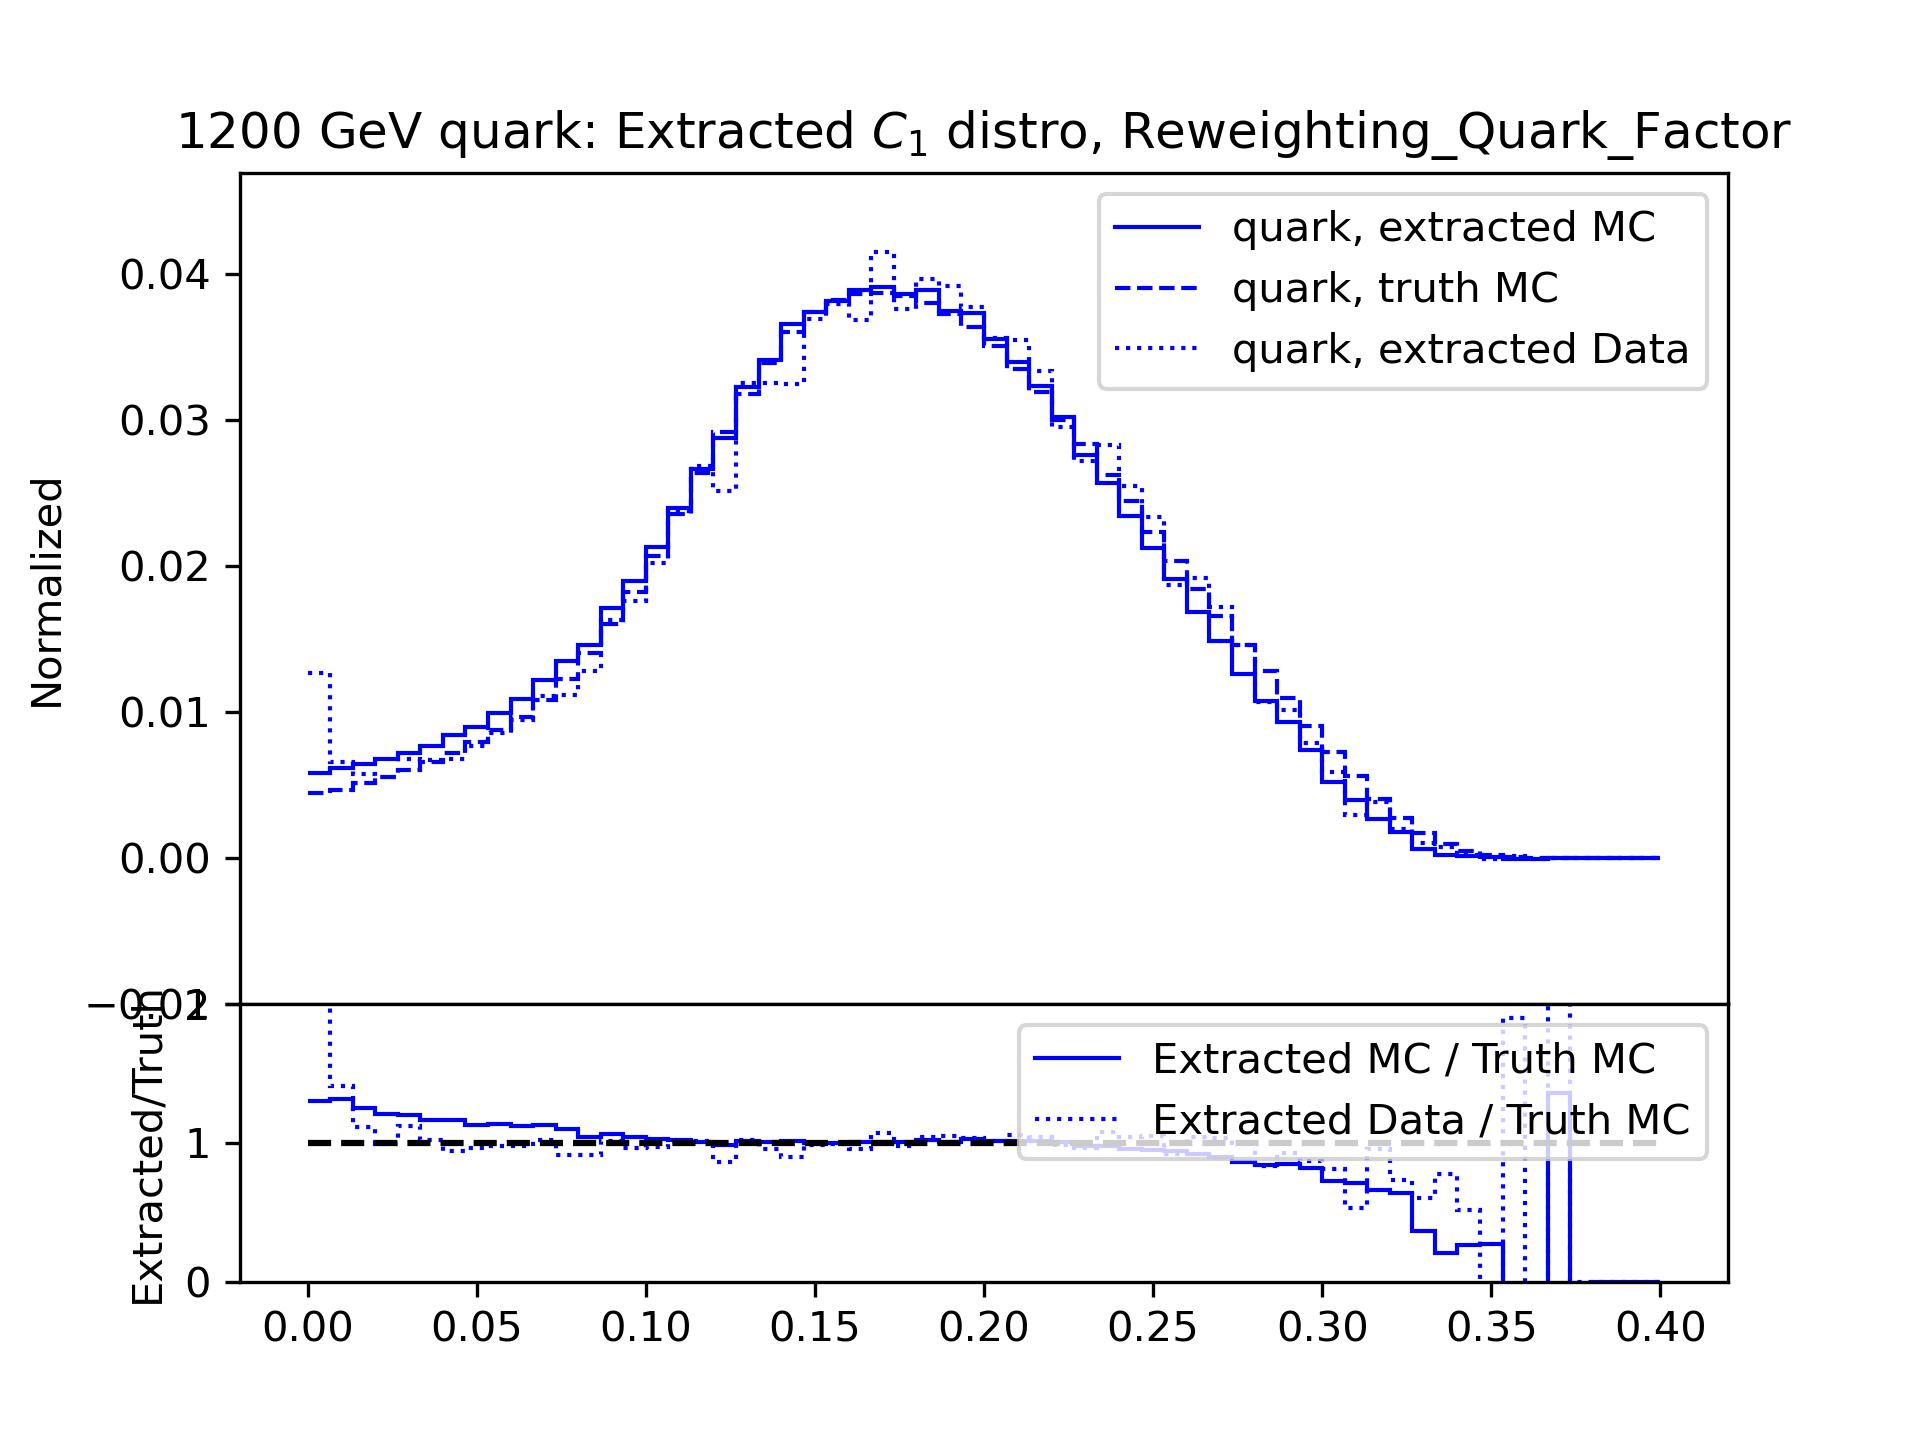 1200 GeV quark: Extracted C₁ distro, Reweighting_Quark_Factor
quark, extracted MC
quark, truth MC
quark, extracted Data
Normalized
0.04
0.03
0.02
0.01
0.00
−0.01
Extracted/Truth
2
1
0
Extracted MC / Truth MC
Extracted Data / Truth MC
0.00 0.05 0.10 0.15 0.20 0.25 0.30 0.35 0.40